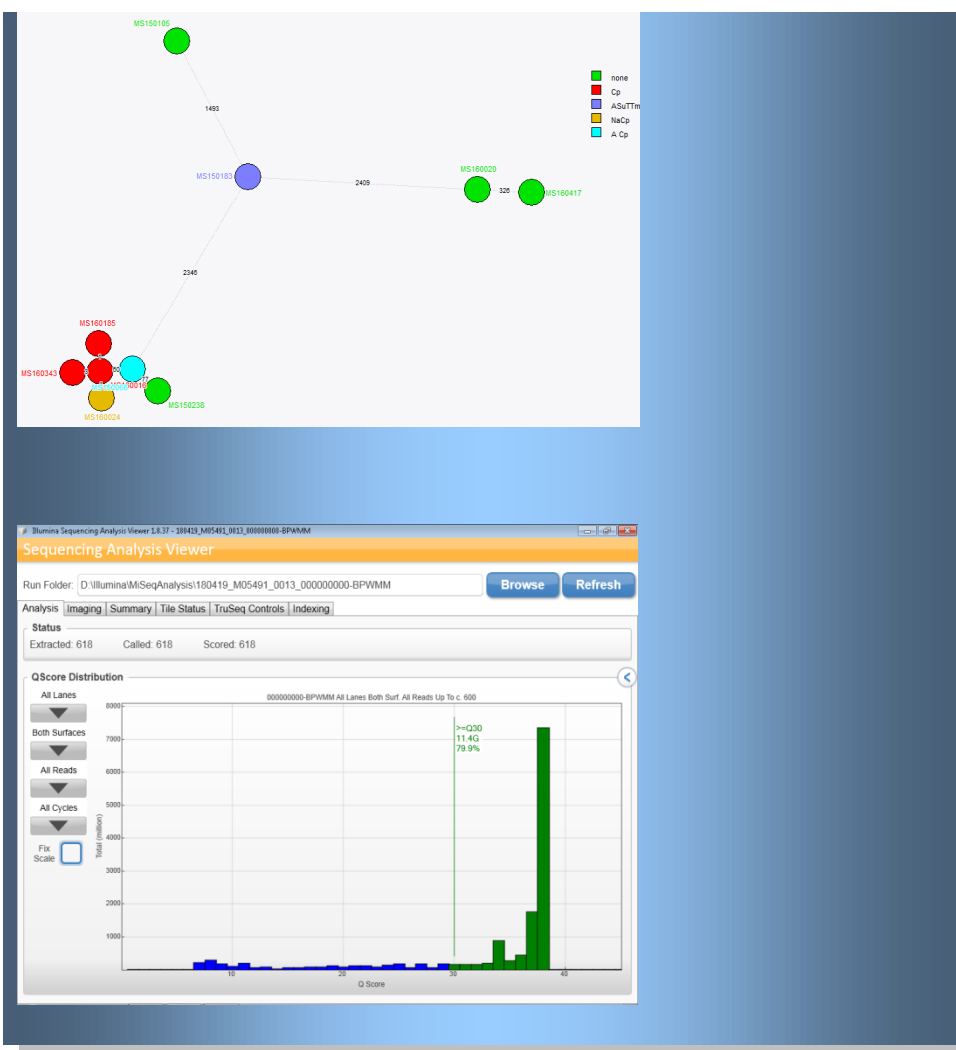 MS150105
none
Cp
1493
ASuTTm
NaCp
A Cp
MS160020
MS150183
2409
326
MS160417
2346
MS160185
MS160343
60
77
MS150238
MS160024
Illumina Sequencing Analysis Viewer 1.8.37 - 180419_M05491_0013_000000000-BPWMM
Sequencing Analysis Viewer
Run Folder: D:\Illumina\MiSeqAnalysis\180419_M05491_0013_000000000-BPWMM Browse Refresh
Analysis Imaging Summary Tile Status TruSeq Controls Indexing
Status
Extracted: 618 Called: 618 Scored: 618
QScore Distribution
All Lanes
Both Surfaces
All Reads
All Cycles
Fix
Scale
000000000-BPWMM All Lanes Both Surf. All Reads Up To c. 600
>=Q30
11.4G
79.9%
8000
7000
6000
5000
4000
3000
2000
1000
Total (million)
10 20 30 40
Q Score